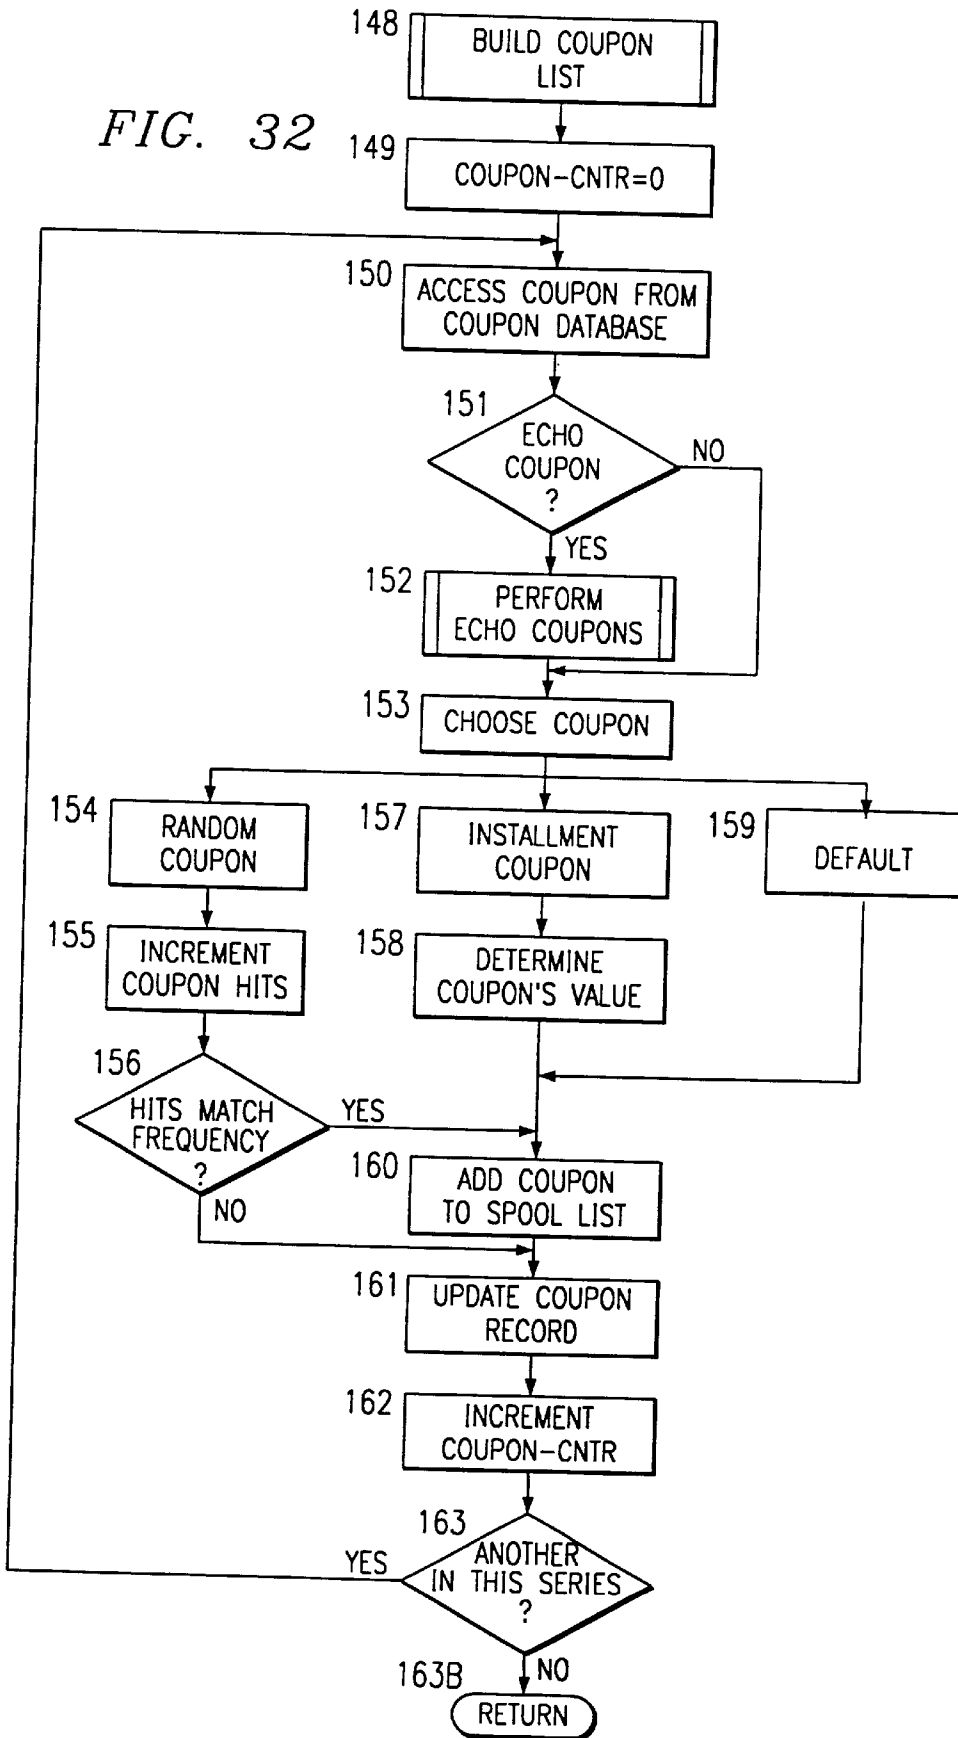 148
BUILD COUPON
LIST
FIG. 32
149
COUPON-CNTR=0
150
ACCESS COUPON FROM
COUPON DATABASE
151
ECHO
COUPON
?
NO
YES
152
PERFORM
ECHO COUPONS
153
CHOOSE COUPON
154
RANDOM
COUPON
157
INSTALLMENT
COUPON
159
DEFAULT
155
INCREMENT
COUPON HITS
158
DETERMINE
COUPON'S VALUE
156
HITS MATCH
FREQUENCY
?
YES
NO
160
ADD COUPON
TO SPOOL LIST
161
UPDATE COUPON
RECORD
162
INCREMENT
COUPON-CNTR
163
ANOTHER
IN THIS SERIES
?
YES
NO
163B
RETURN